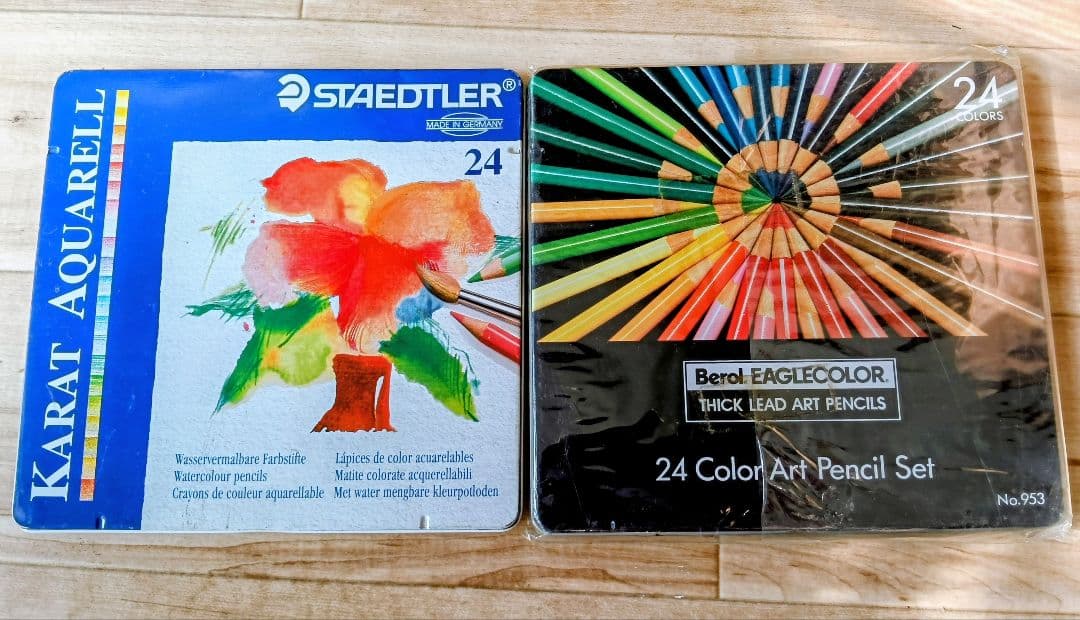 KARAT AQUARELL
STAEDTLER®
MADE IN GERMANY
24
Wasservermalbare Farbstifte
Watercolour pencils
Crayons de couleur aquarellable
Lápices de color acuarelables
Matite colorate acquerellabili
Met water mengbare kleurpotloden
24
COLORS
Berol EAGLECOLOR.
THICK LEAD ART PENCILS
24 Color Art Pencil Set
No.953